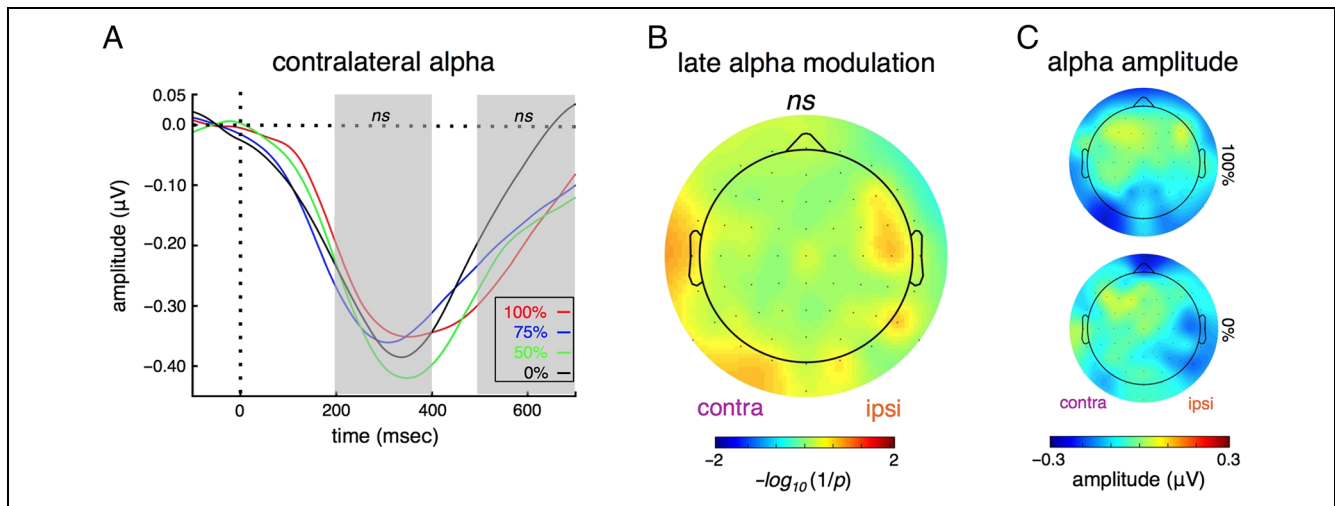 A
contralateral alpha
0.05
0.0
−0.10
−0.20
−0.30
−0.40
amplitude (µV)
ns
ns
100%
75%
50%
0%
0
200
400
600
time (msec)
B
late alpha modulation
ns
contra
ipsi
−2
2
−log₁₀(1/p)
C
alpha amplitude
100%
0%
contra
ipsi
−0.3
0.3
amplitude (µV)